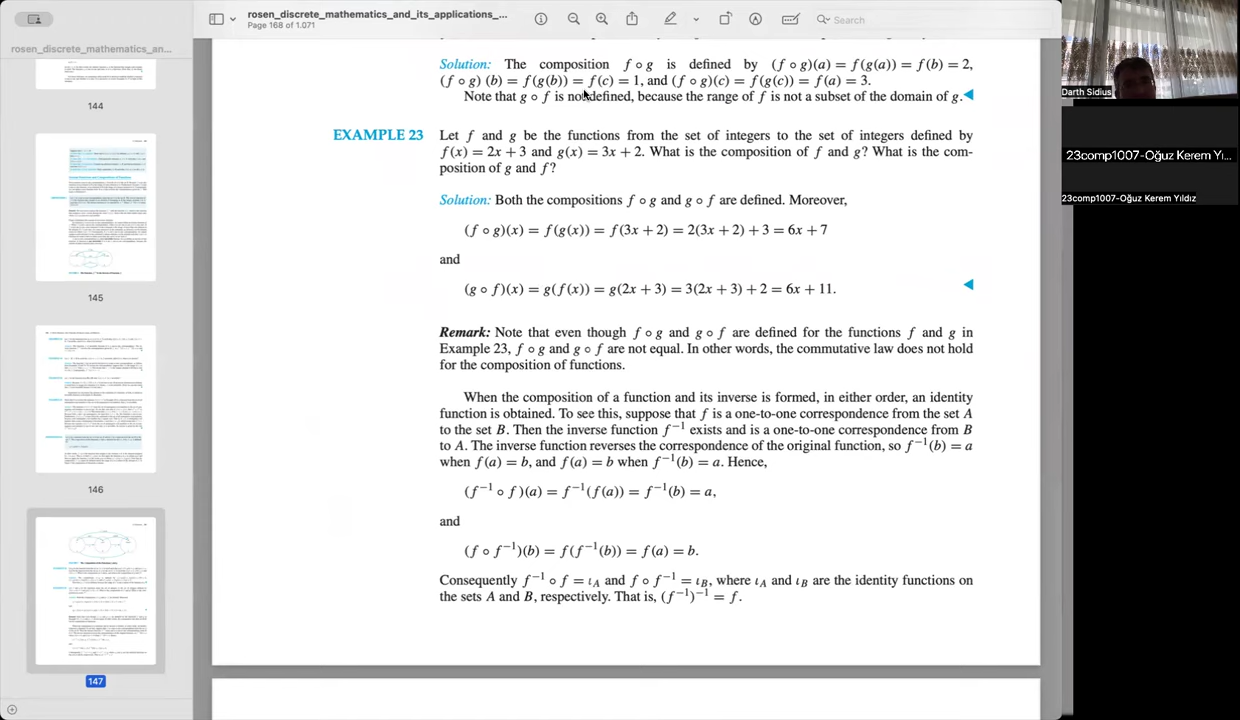 rosen_discrete_mathematics_and_its_applications_...
Page 168 of 1.071
Search
rosen_discrete_mathematics_an...
144
145
146
147
Solution: The composition f ∘ g is defined by (f ∘ g)(a) = f(g(a)) = f(b) = 2,
(f ∘ g) (b) = f(g(b)) = f(c) = 1, and (f ∘ g)(c) = f(g(c)) = f(a) = 3.
Note that g ∘ f is not defined, because the range of f is not a subset of the domain of g.
EXAMPLE 23 Let f and g be the functions from the set of integers to the set of integers defined by
f(x) = 2x + 3 and g(x) = 3x + 2. What is the composition of f and g? What is the com-
position of g and f?
Solution: Both the compositions f ∘ g and g ∘ f are defined. Moreover,
(f ∘ g)(x) = f(g(x)) = f(3x + 2) = 2(3x + 2) + 3 = 6x + 7
and
(g ∘ f)(x) = g(f(x)) = g(2x + 3) = 3(2x + 3) + 2 = 6x + 11.
Remark: Note that even though f ∘ g and g ∘ f are defined for the functions f and g in
Example 23, f ∘ g and g ∘ f are not equal. In other words, the commutative law does not hold
for the composition of functions.
When the composition of a function and its inverse is formed, in either order, an identity
function is obtained. To see this, suppose that f is a one-to-one correspondence from the set A
to the set B. Then the inverse function f⁻¹ exists and is a one-to-one correspondence from B
to A. The inverse function reverses the correspondence of the original function, so f⁻¹(b) = a
when f(a) = b, and f(a) = b when f⁻¹(b) = a. Hence,
(f⁻¹ ∘ f)(a) = f⁻¹(f(a)) = f⁻¹(b) = a,
and
(f ∘ f⁻¹)(b) = f(f⁻¹(b)) = f(a) = b.
Consequently f⁻¹ ∘ f = ιA and f ∘ f⁻¹ = ιB, where ιA and ιB are the identity functions on
the sets A and B, respectively. That is, (f⁻¹)⁻¹ = f.
Darth Sidius
23comp1007-Oğuz Kerem Yı...
23comp1007-Oğuz Kerem Yıldız